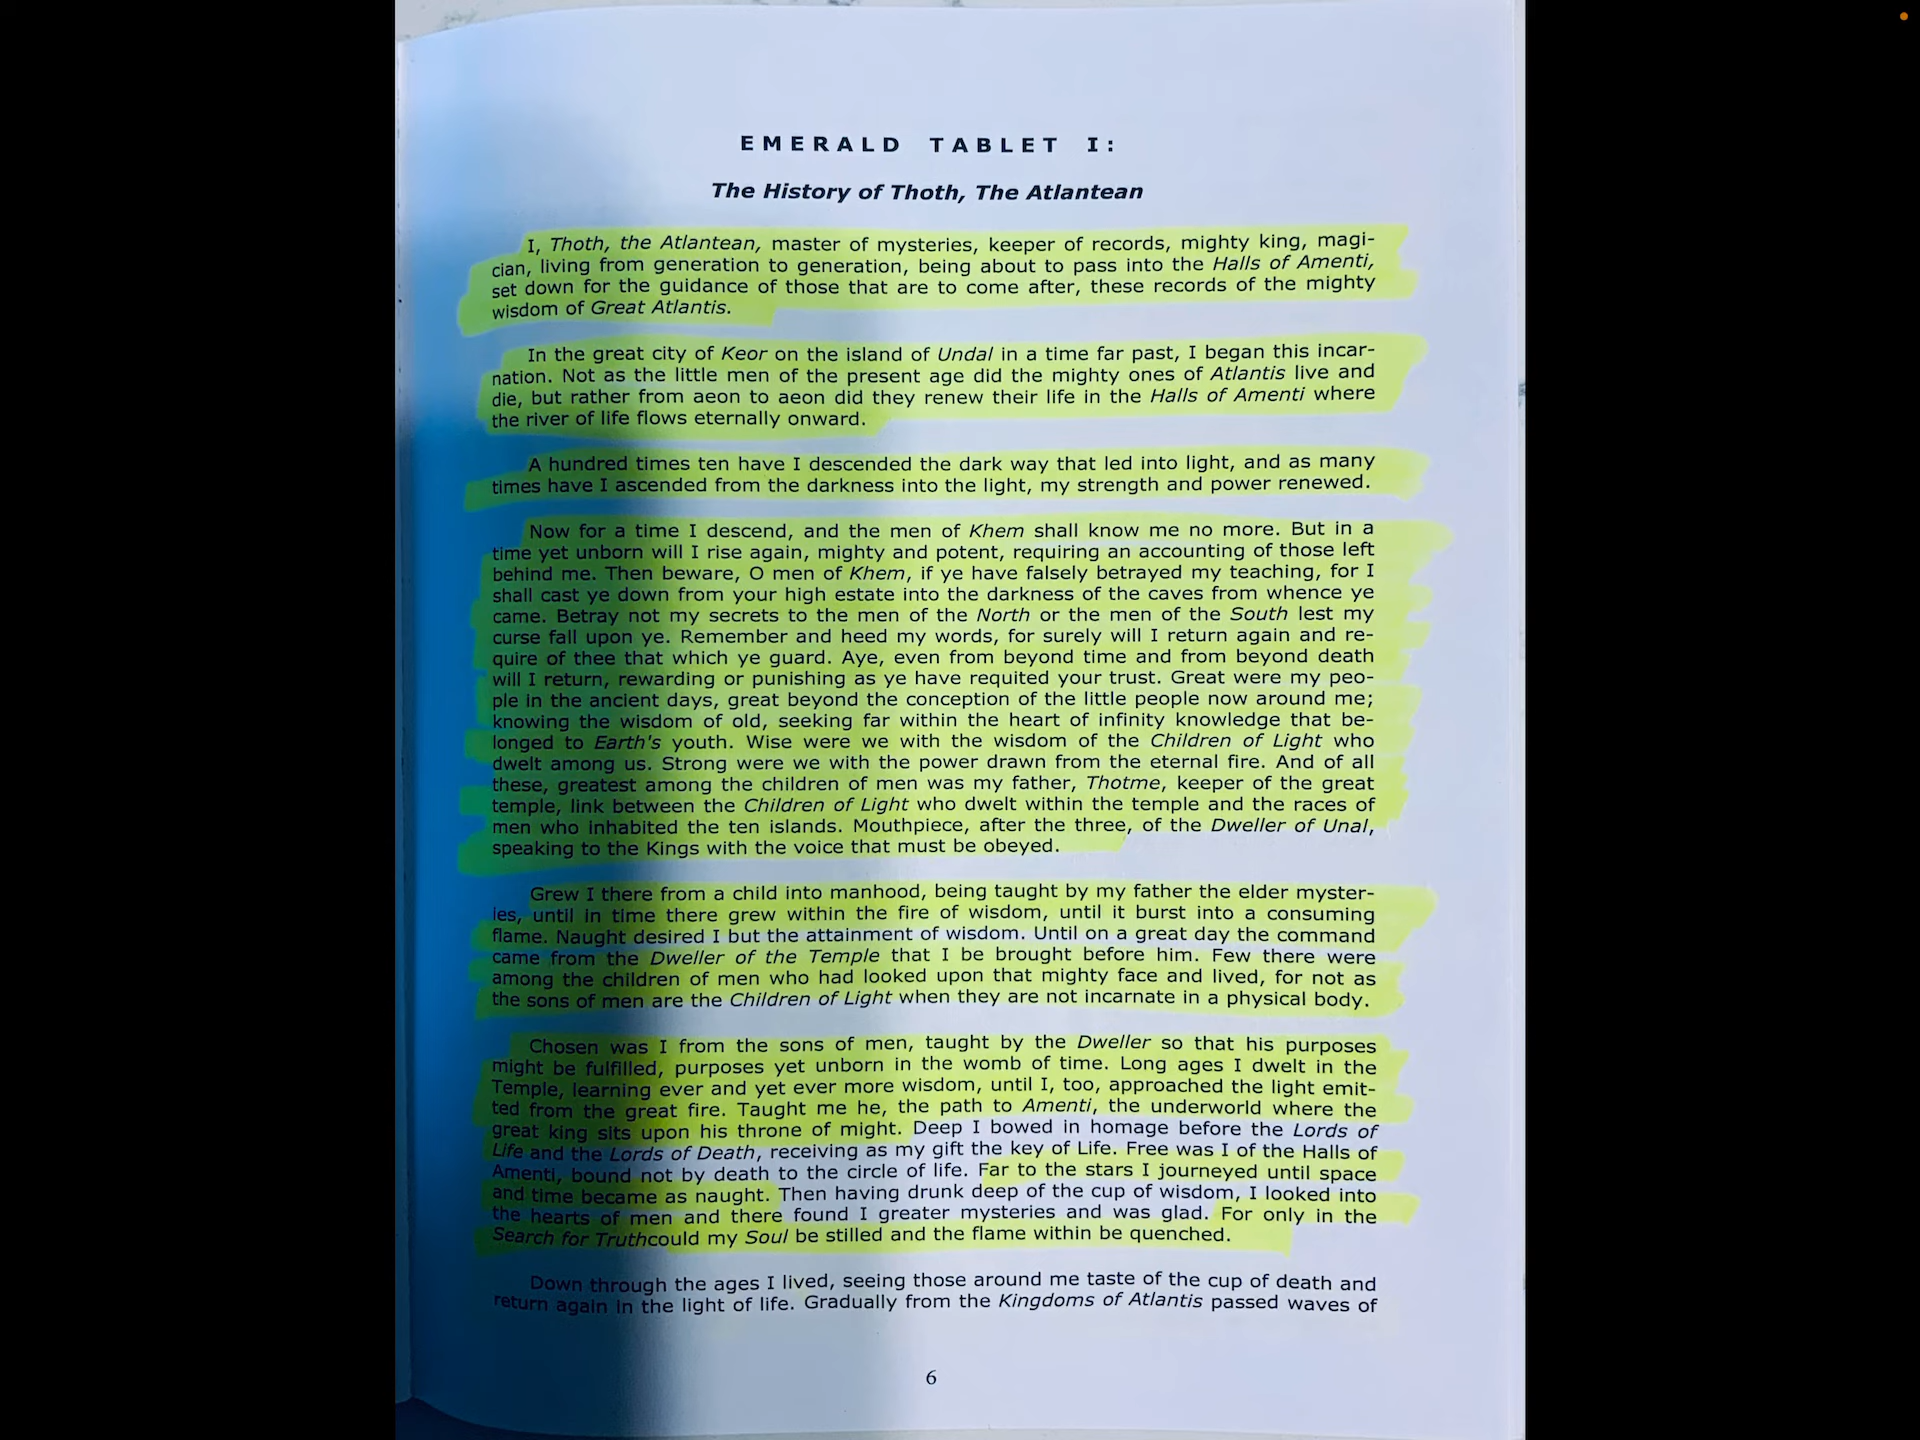 EMERALD TABLET I:
The History of Thoth, The Atlantean
I, Thoth, the Atlantean, master of mysteries, keeper of records, mighty king, magi-
cian, living from generation to generation, being about to pass into the Halls of Amenti,
set down for the guidance of those that are to come after, these records of the mighty
wisdom of Great Atlantis.
In the great city of Keor on the island of Undal in a time far past, I began this incar-
nation. Not as the little men of the present age did the mighty ones of Atlantis live and
die, but rather from aeon to aeon did they renew their life in the Halls of Amenti where
the river of life flows eternally onward.
A hundred times ten have I descended the dark way that led into light, and as many
times have I ascended from the darkness into the light, my strength and power renewed.
Now for a time I descend, and the men of Khem shall know me no more. But in a
time yet unborn will I rise again, mighty and potent, requiring an accounting of those left
behind me. Then beware, O men of Khem, if ye have falsely betrayed my teaching, for I
shall cast ye down from your high estate into the darkness of the caves from whence ye
came. Betray not my secrets to the men of the North or the men of the South lest my
curse fall upon ye. Remember and heed my words, for surely will I return again and re-
quire of thee that which ye guard. Aye, even from beyond time and from beyond death
will I return, rewarding or punishing as ye have requited your trust. Great were my peo-
ple in the ancient days, great beyond the conception of the little people now around me;
knowing the wisdom of old, seeking far within the heart of infinity knowledge that be-
longed to Earth's youth. Wise were we with the wisdom of the Children of Light who
dwelt among us. Strong were we with the power drawn from the eternal fire. And of all
these, greatest among the children of men was my father, Thotme, keeper of the great
temple, link between the Children of Light who dwelt within the temple and the races of
men who inhabited the ten islands. Mouthpiece, after the three, of the Dweller of Unal,
speaking to the Kings with the voice that must be obeyed.
Grew I there from a child into manhood, being taught by my father the elder myster-
ies, until in time there grew within the fire of wisdom, until it burst into a consuming
flame. Naught desired I but the attainment of wisdom. Until on a great day the command
came from the Dweller of the Temple that I be brought before him. Few there were
among the children of men who had looked upon that mighty face and lived, for not as
the sons of men are the Children of Light when they are not incarnate in a physical body.
Chosen was I from the sons of men, taught by the Dweller so that his purposes
might be fulfilled, purposes yet unborn in the womb of time. Long ages I dwelt in the
Temple, learning ever and yet ever more wisdom, until I, too, approached the light emit-
ted from the great fire. Taught me he, the path to Amenti, the underworld where the
great king sits upon his throne of might. Deep I bowed in homage before the Lords of
Life and the Lords of Death, receiving as my gift the key of Life. Free was I of the Halls of
Amenti, bound not by death to the circle of life. Far to the stars I journeyed until space
and time became as naught. Then having drunk deep of the cup of wisdom, I looked into
the hearts of men and there found I greater mysteries and was glad. For only in the
Search for Truthcould my Soul be stilled and the flame within be quenched.
Down through the ages I lived, seeing those around me taste of the cup of death and
return again in the light of life. Gradually from the Kingdoms of Atlantis passed waves of
6